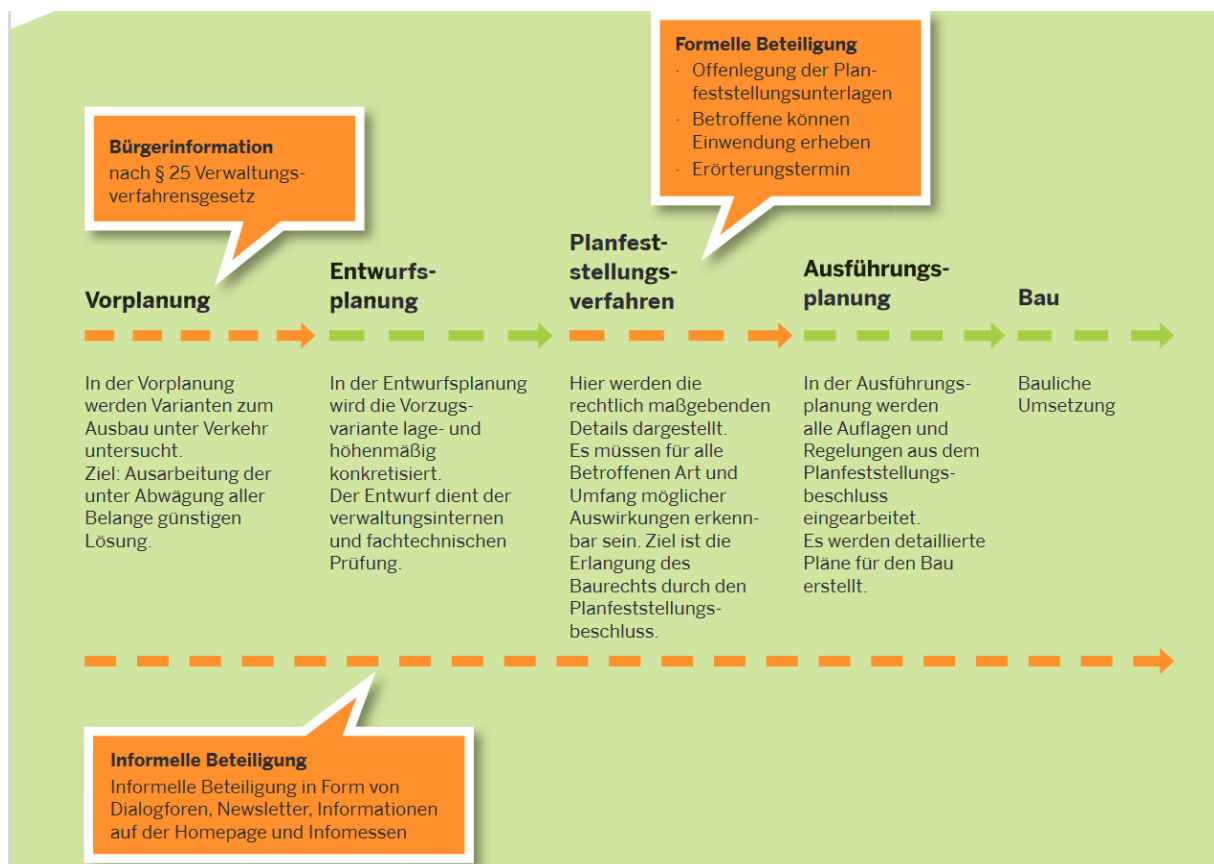 Formelle Beteiligung
· Offenlegung der Plan-
feststellungsunterlagen
· Betroffene können
Einwendung erheben
· Erörterungstermin
Bürgerinformation
nach § 25 Verwaltungs-
verfahrensgesetz
Vorplanung
In der Vorplanung
werden Varianten zum
Ausbau unter Verkehr
untersucht.
Ziel: Ausarbeitung der
unter Abwägung aller
Belange günstigen
Lösung.
Entwurfs-
planung
In der Entwurfsplanung
wird die Vorzugs-
variante lage- und
höhenmäßig
konkretisiert.
Der Entwurf dient der
verwaltungsinternen
und fachtechnischen
Prüfung.
Planfest-
stellungs-
verfahren
Hier werden die
rechtlich maßgebenden
Details dargestellt.
Es müssen für alle
Betroffenen Art und
Umfang möglicher
Auswirkungen erkenn-
bar sein. Ziel ist die
Erlangung des
Baurechts durch den
Planfeststellungs-
beschluss.
Ausführungs-
planung
In der Ausführungs-
planung werden
alle Auflagen und
Regelungen aus dem
Planfeststellungs-
beschluss
eingearbeitet.
Es werden detaillierte
Pläne für den Bau
erstellt.
Bau
Bauliche
Umsetzung
Informelle Beteiligung
Informelle Beteiligung in Form von
Dialogforen, Newsletter, Informationen
auf der Homepage und Infomessen